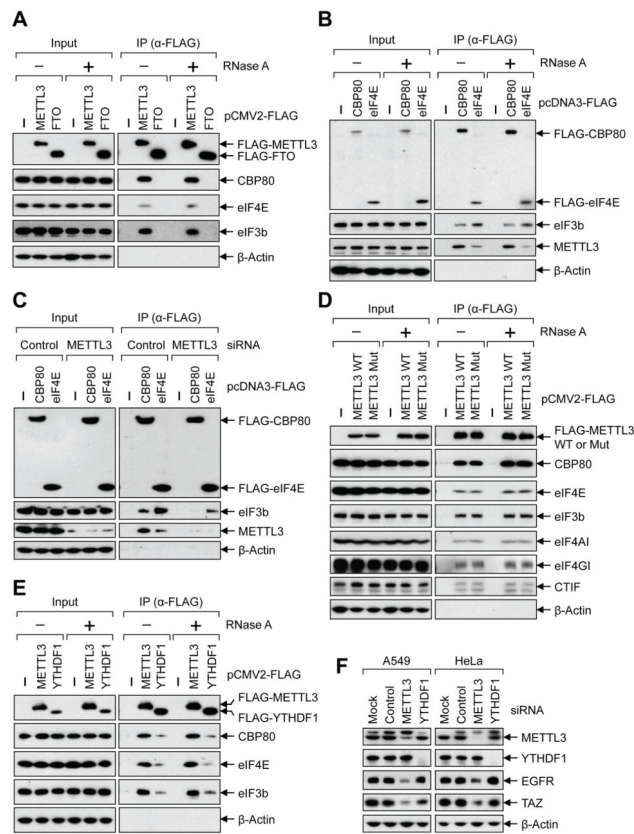 A
Input
IP (α-FLAG)
–
+
–
+
RNase A
–
METTL3
FTO
–
METTL3
FTO
–
METTL3
FTO
–
METTL3
FTO
pCMV2-FLAG
FLAG-METTL3
FLAG-FTO
CBP80
eIF4E
eIF3b
β-Actin
B
Input
IP (α-FLAG)
–
+
–
+
RNase A
–
CBP80
eIF4E
–
CBP80
eIF4E
–
CBP80
eIF4E
–
CBP80
eIF4E
pcDNA3-FLAG
FLAG-CBP80
FLAG-eIF4E
eIF3b
METTL3
β-Actin
C
Input
IP (α-FLAG)
Control
METTL3
Control
METTL3
siRNA
–
CBP80
eIF4E
–
CBP80
eIF4E
–
CBP80
eIF4E
–
CBP80
eIF4E
pcDNA3-FLAG
FLAG-CBP80
FLAG-eIF4E
eIF3b
METTL3
β-Actin
D
Input
IP (α-FLAG)
–
+
–
+
RNase A
–
METTL3 WT
METTL3 Mut
–
METTL3 WT
METTL3 Mut
–
METTL3 WT
METTL3 Mut
–
METTL3 WT
METTL3 Mut
pCMV2-FLAG
FLAG-METTL3
WT or Mut
CBP80
eIF4E
eIF3b
eIF4AI
eIF4GI
CTIF
β-Actin
E
Input
IP (α-FLAG)
–
+
–
+
RNase A
–
METTL3
YTHDF1
–
METTL3
YTHDF1
–
METTL3
YTHDF1
–
METTL3
YTHDF1
pCMV2-FLAG
FLAG-METTL3
FLAG-YTHDF1
CBP80
eIF4E
eIF3b
β-Actin
F
A549
HeLa
Mock
Control
METTL3
YTHDF1
Mock
Control
METTL3
YTHDF1
siRNA
METTL3
YTHDF1
EGFR
TAZ
β-Actin